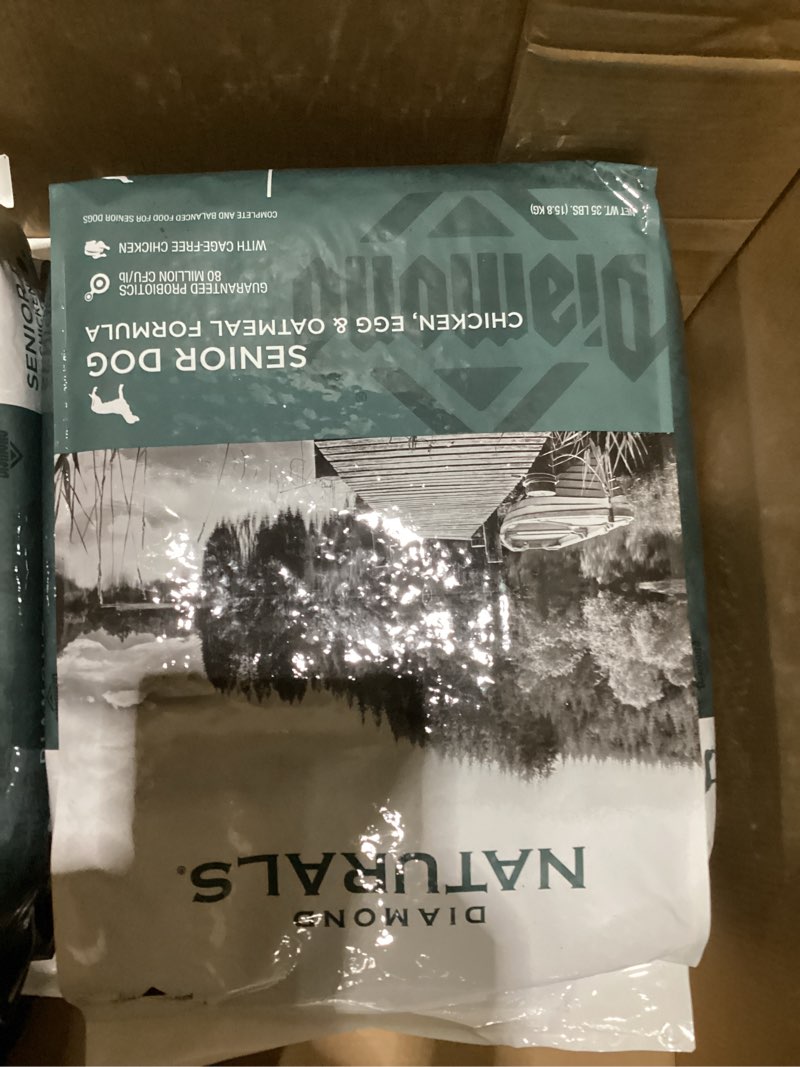 DIAMOND
NATURALS®
SENIOR DOG
CHICKEN, EGG & OATMEAL FORMULA
GUARANTEED PROBIOTICS
80 MILLION CFU/lb
WITH CAGE-FREE CHICKEN
COMPLETE AND BALANCED FOOD FOR SENIOR DOGS
Diamond
NET WT. 35 LBS. (15.8 KG)
SENIOR